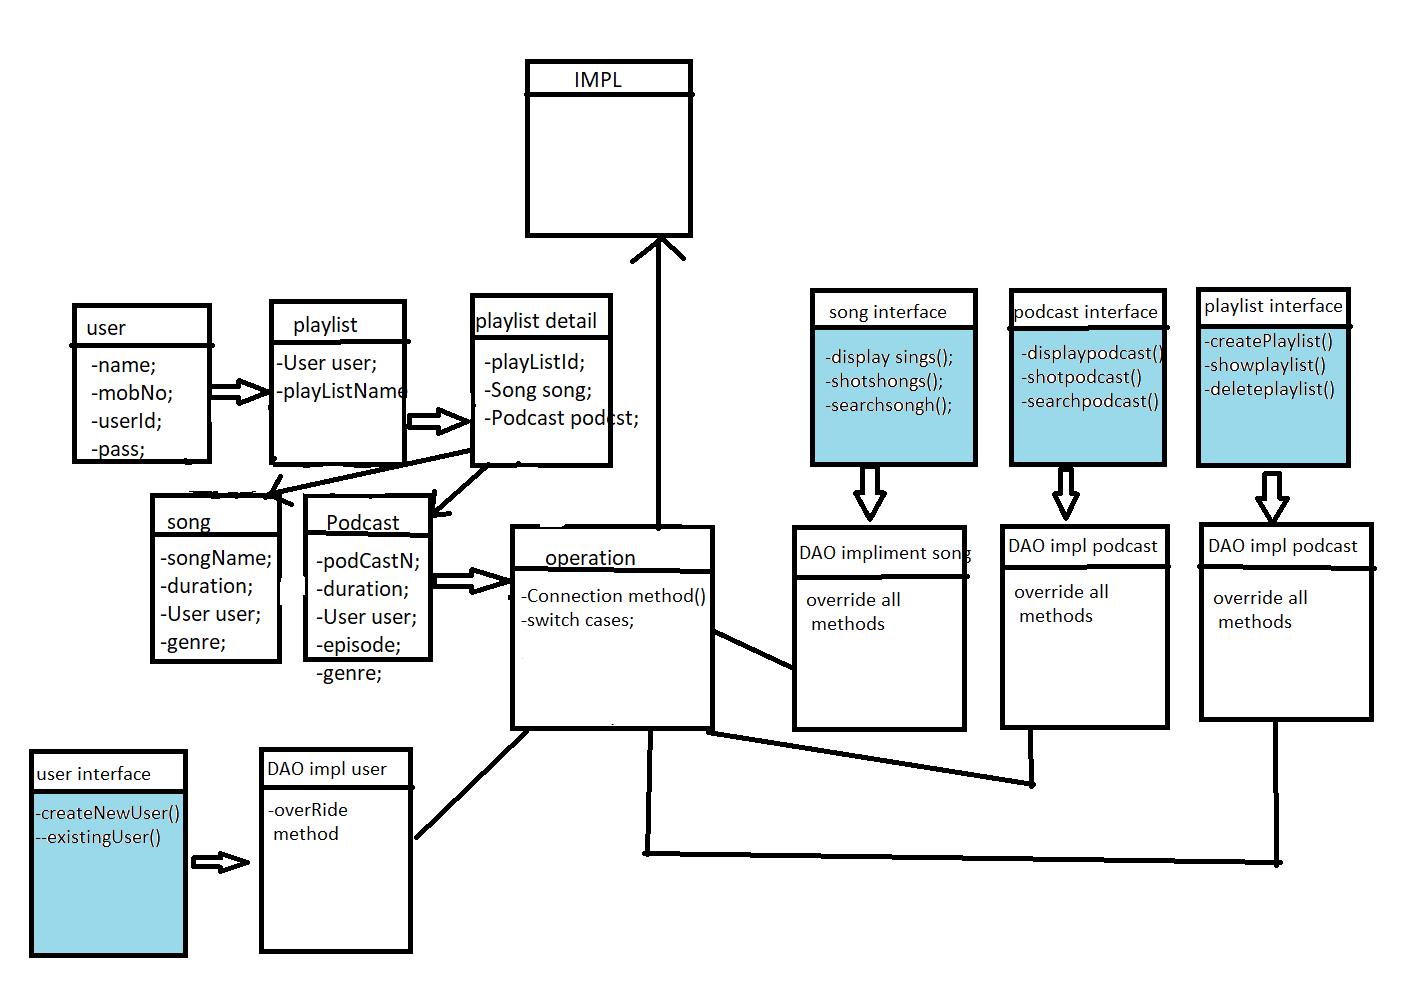 IMPL
user
-name;
-mobNo;
-userId;
-pass;
playlist
-User user;
-playListName
playlist detail
-playListId;
-Song song;
-Podcast podcst;
song interface
-display sings();
-shotshongs();
-searchsongh();
podcast interface
-displaypodcast()
-shotpodcast()
-searchpodcast()
playlist interface
-createPlaylist()
-showplaylist()
-deleteplaylist()
song
-songName;
-duration;
-User user;
-genre;
Podcast
-podCastN;
-duration;
-User user;
-episode;
-genre;
operation
-Connection method()
-switch cases;
DAO impliment song
override all
methods
DAO impl podcast
override all
methods
DAO impl podcast
override all
methods
user interface
-createNewUser()
--existingUser()
DAO impl user
-overRide
method